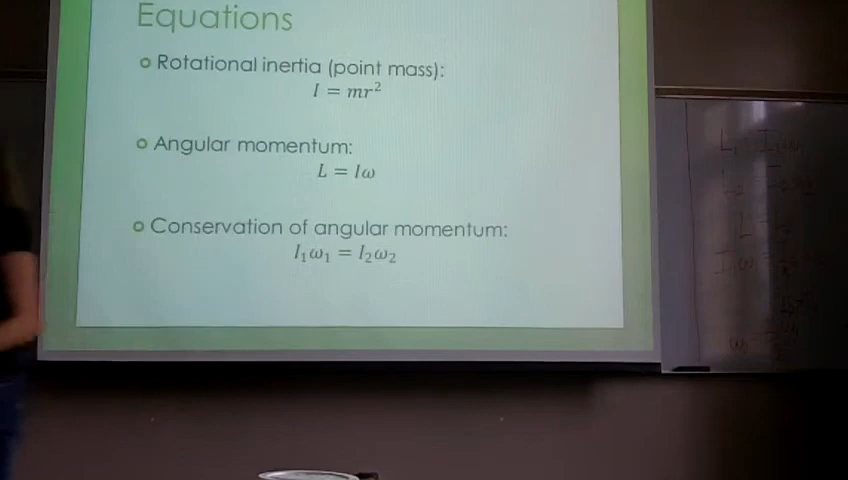 Equations
Rotational inertia (point mass):
I = mr²
Angular momentum:
L = Iω
Conservation of angular momentum:
I₁ω₁ = I₂ω₂